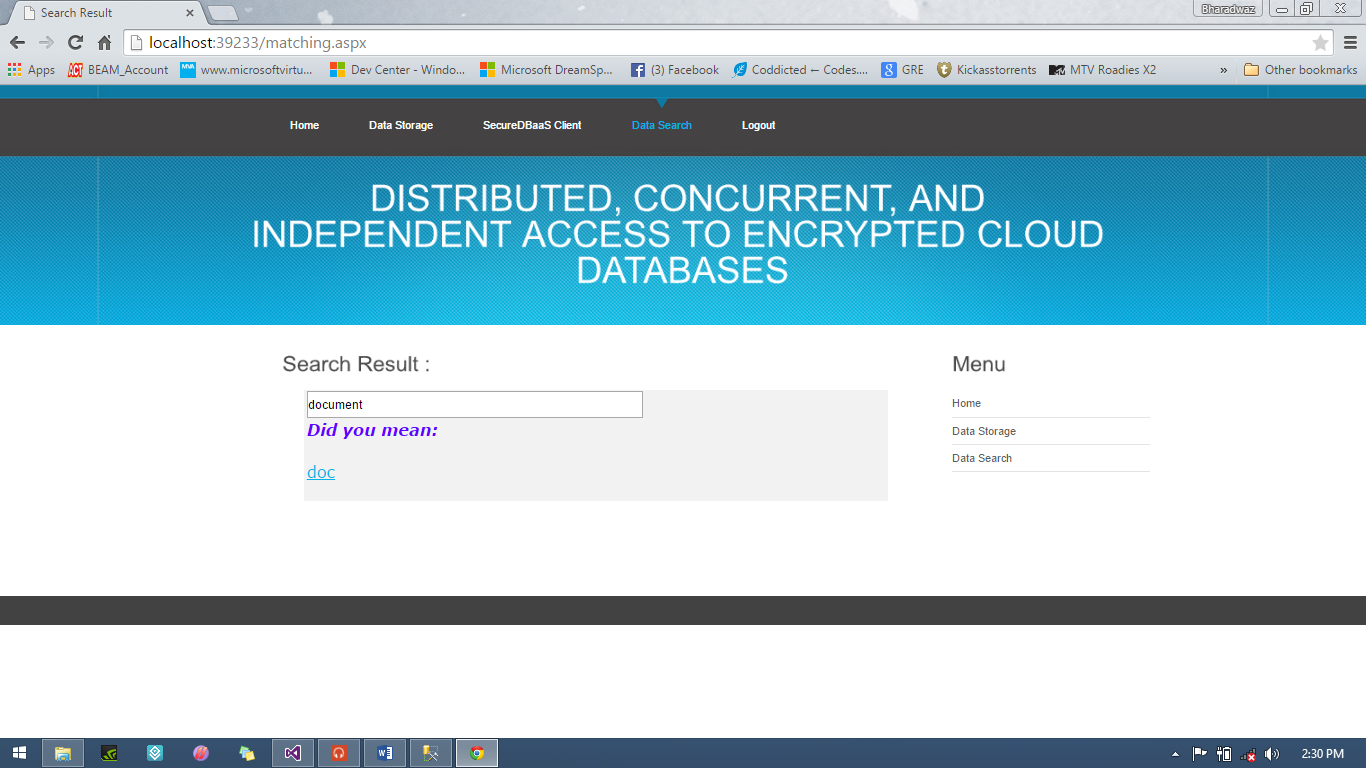 Search Result
Bharadwaz
localhost:39233/matching.aspx
Apps BEAM_Account www.microsoftvirtu... Dev Center - Windo... Microsoft DreamSp... (3) Facebook Coddicted ← Codes.... GRE Kickasstorrents MTV Roadies X2 » Other bookmarks
Home Data Storage SecureDBaaS Client Data Search Logout
DISTRIBUTED, CONCURRENT, AND
INDEPENDENT ACCESS TO ENCRYPTED CLOUD
DATABASES
Search Result :
document
Did you mean:
doc
Menu
Home
Data Storage
Data Search
2:30 PM